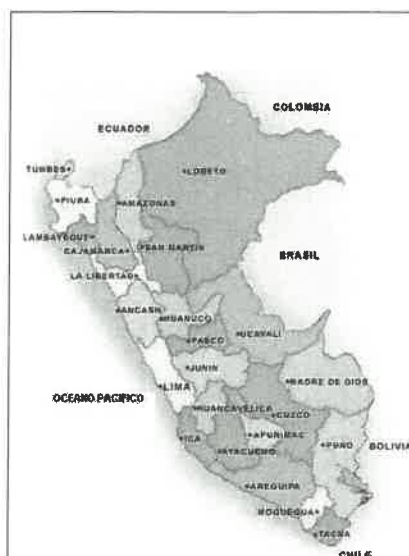 COLOMBIA
ECUADOR
TUMBES
LORETO
PIURA
AMAZONAS
LAMBAYEQUE
SAN MARTIN
CAJAMARCA
BRASIL
LA LIBERTAD
ANCASH
HUANUCO
UCAYALI
PASCO
JUNIN
MADRE DE DIOS
LIMA
OCEANO PACIFICO
HUANCAVELICA
CUZCO
ICA
APURIMAC
PUNO
BOLIVIA
AYACUCHO
AREQUIPA
MOQUEGUA
TACNA
CHILE